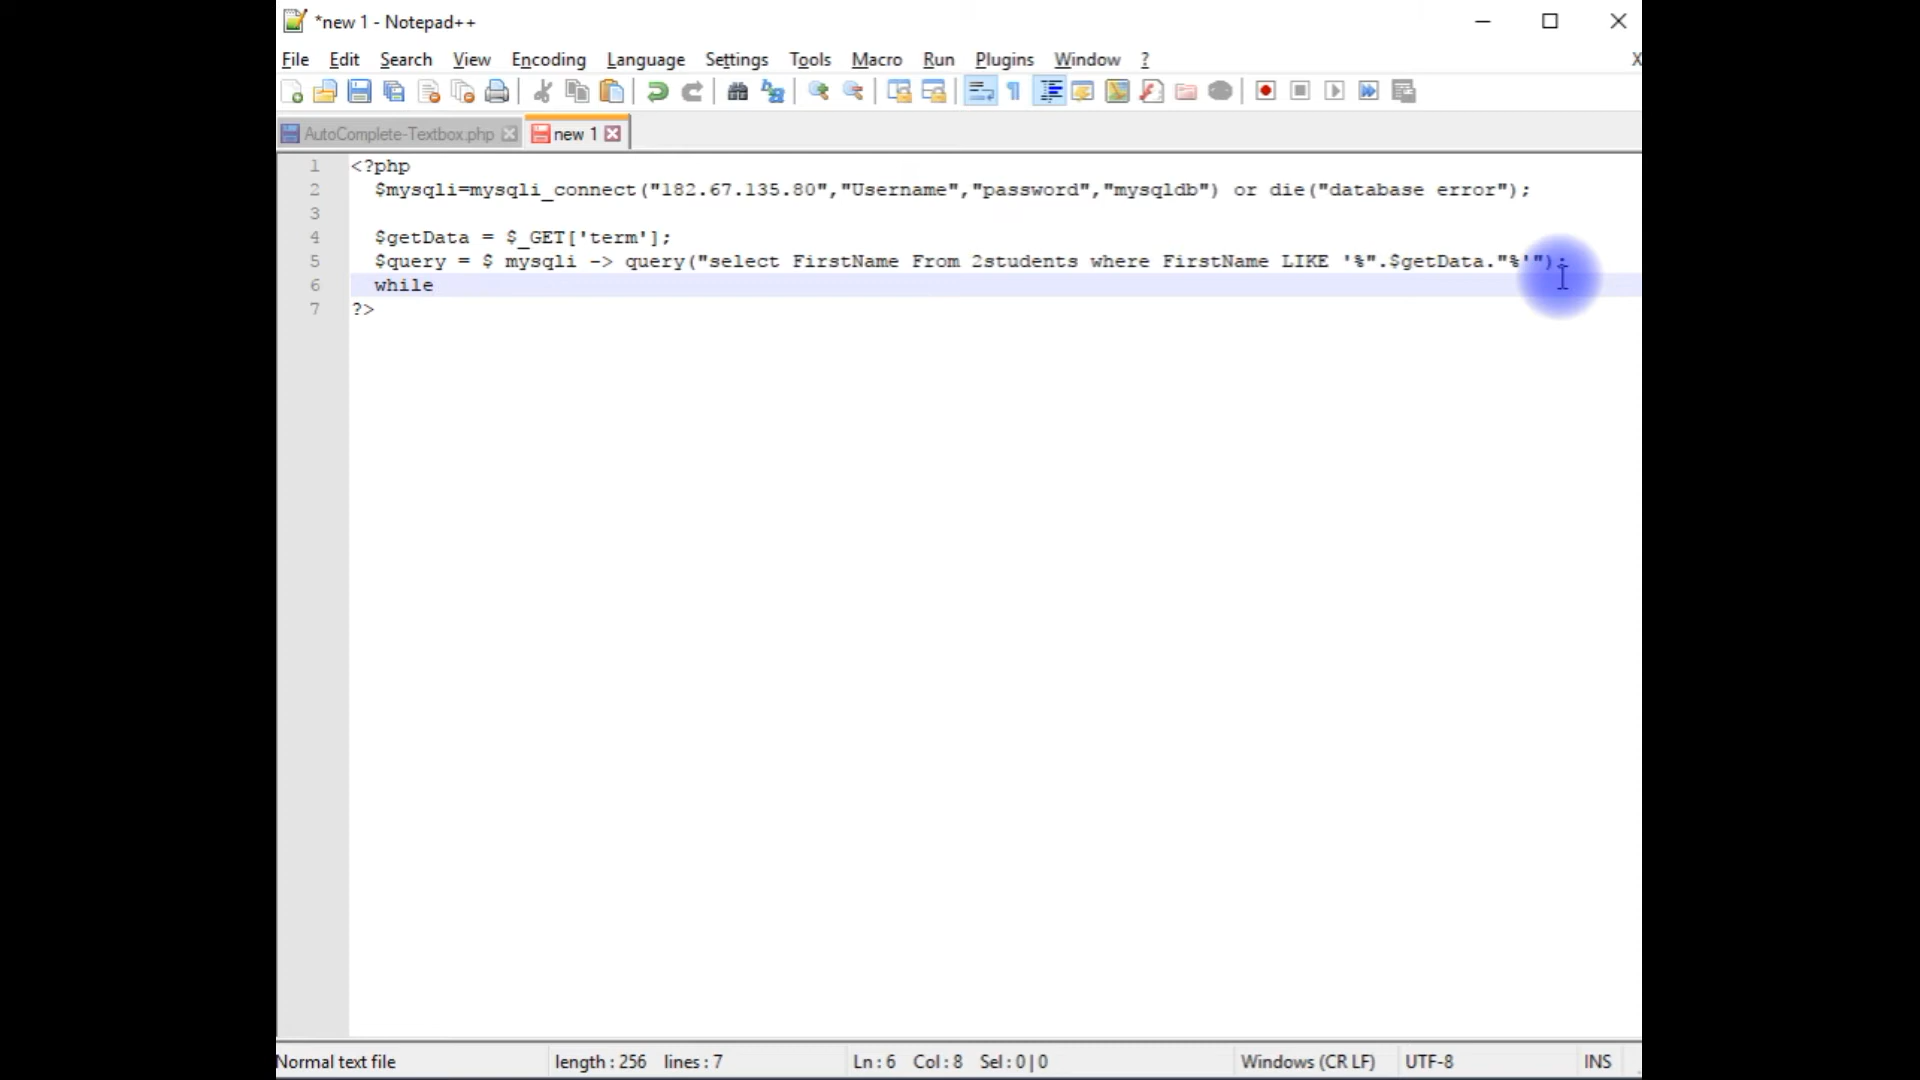 *new 1 - Notepad++
File Edit Search View Encoding Language Settings Tools Macro Run Plugins Window ? X
AutoComplete-Textbox.php new 1
1 <?php
2 $mysqli=mysqli_connect("182.67.135.80","Username","password","mysqldb") or die("database error");
3
4 $getData = $_GET['term'];
5 $query = $ mysqli -> query("select FirstName From 2students where FirstName LIKE '%".$getData."%'");
6 while
7 ?>
Normal text file length : 256 lines : 7 Ln : 6 Col : 8 Sel : 0 | 0 Windows (CR LF) UTF-8 INS